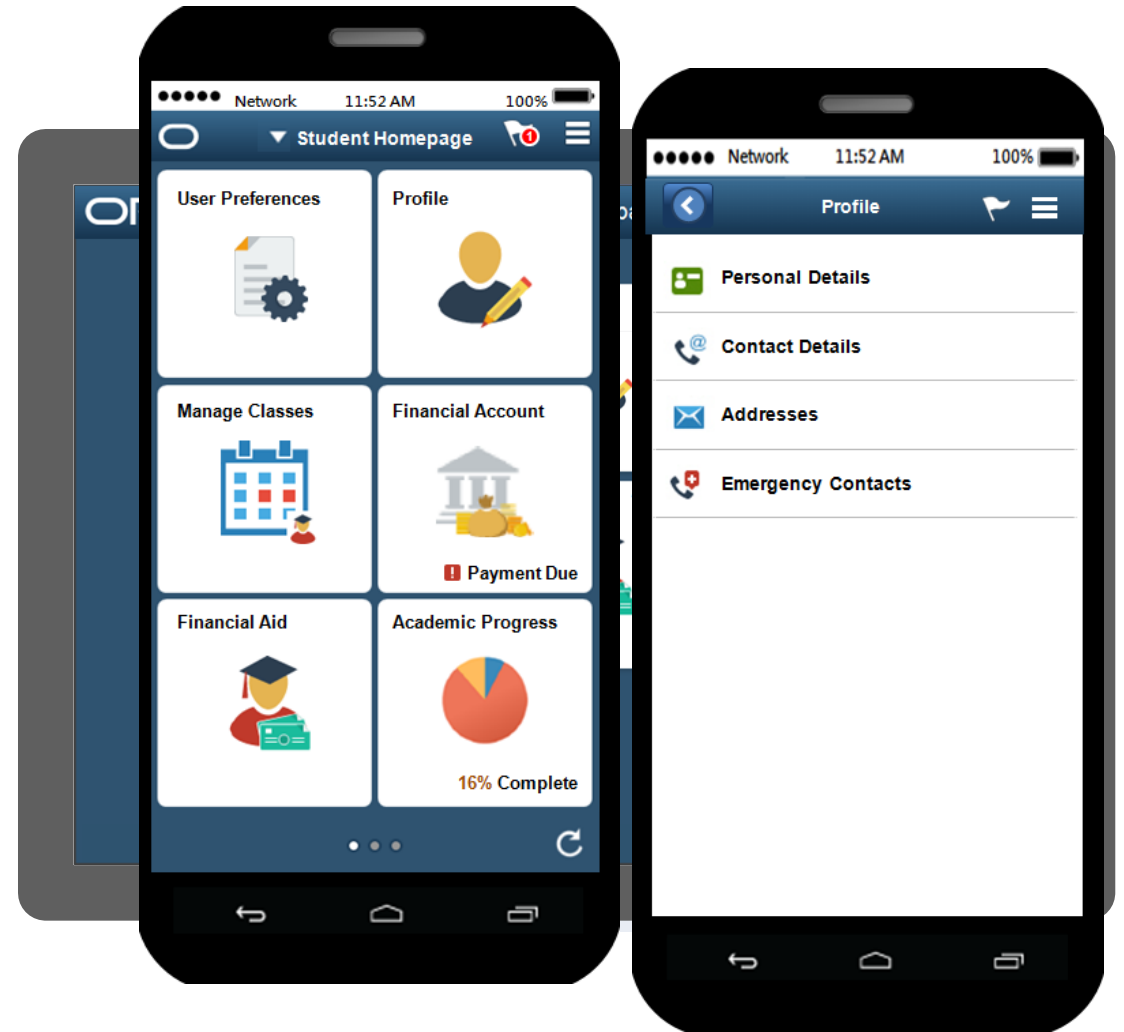 Network 11:52 AM 100%
Student Homepage 1
User Preferences
Profile
Manage Classes
Financial Account
Payment Due
Financial Aid
Academic Progress
16% Complete
Network 11:52 AM 100%
Profile
Personal Details
Contact Details
Addresses
Emergency Contacts